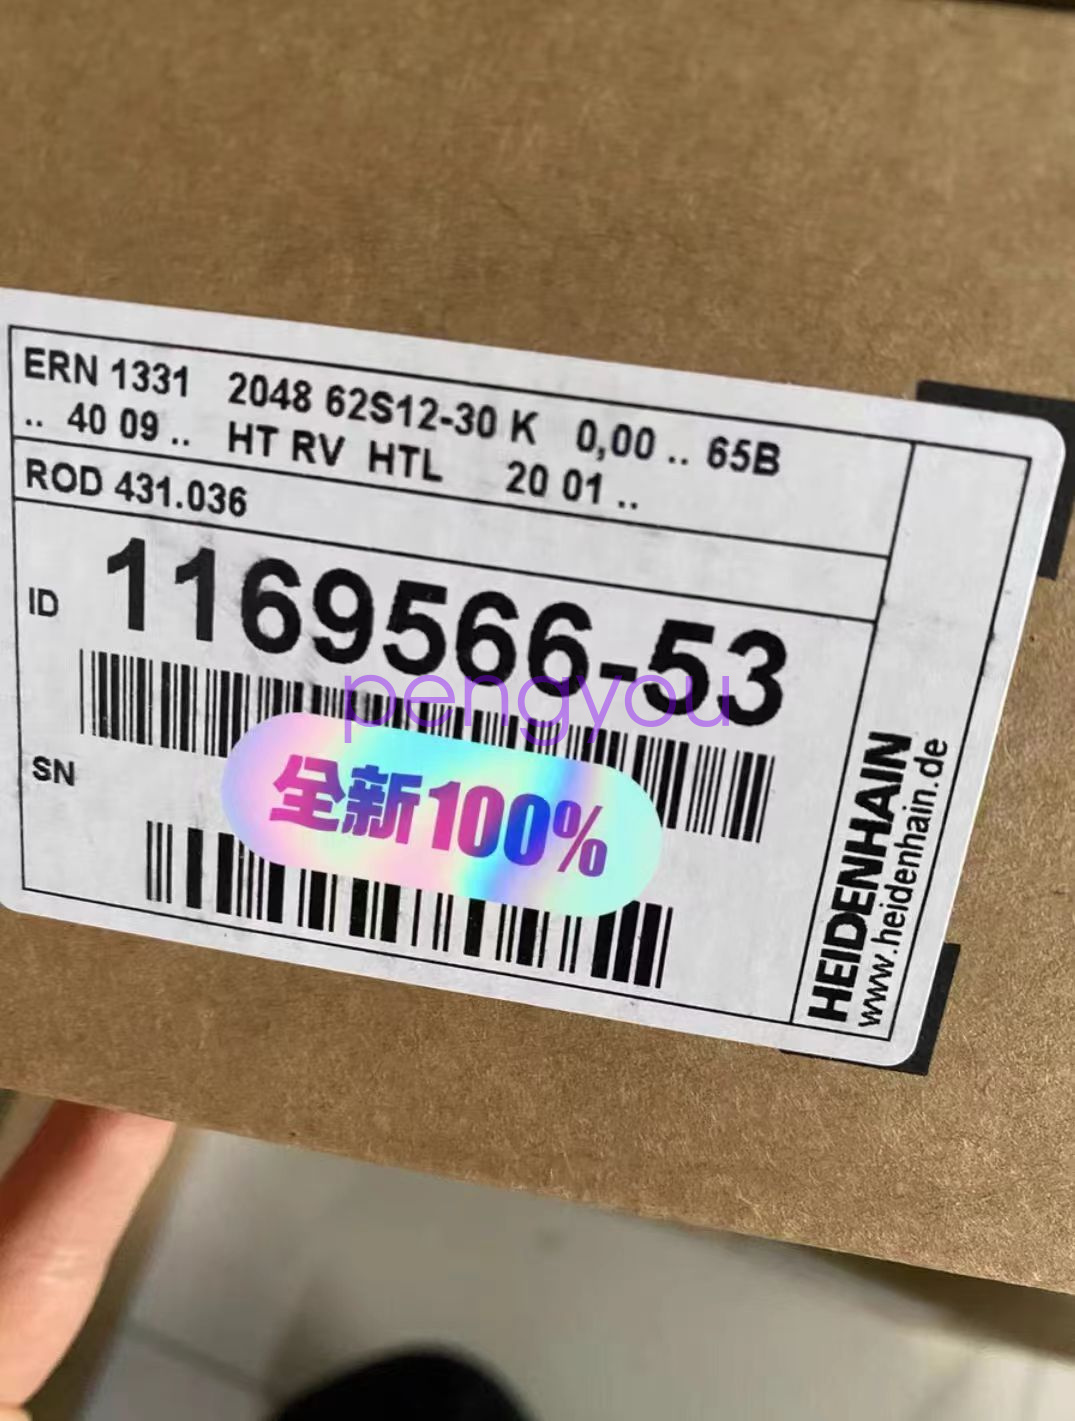 ERN 1331 2048 62S12-30 K 0,00 .. 65B
.. 40 09 .. HT RV HTL 20 01 ..
ROD 431.036
ID 1169566-53
pengyou
SN
全新100%
HEIDENHAIN
www.heidenhain.de